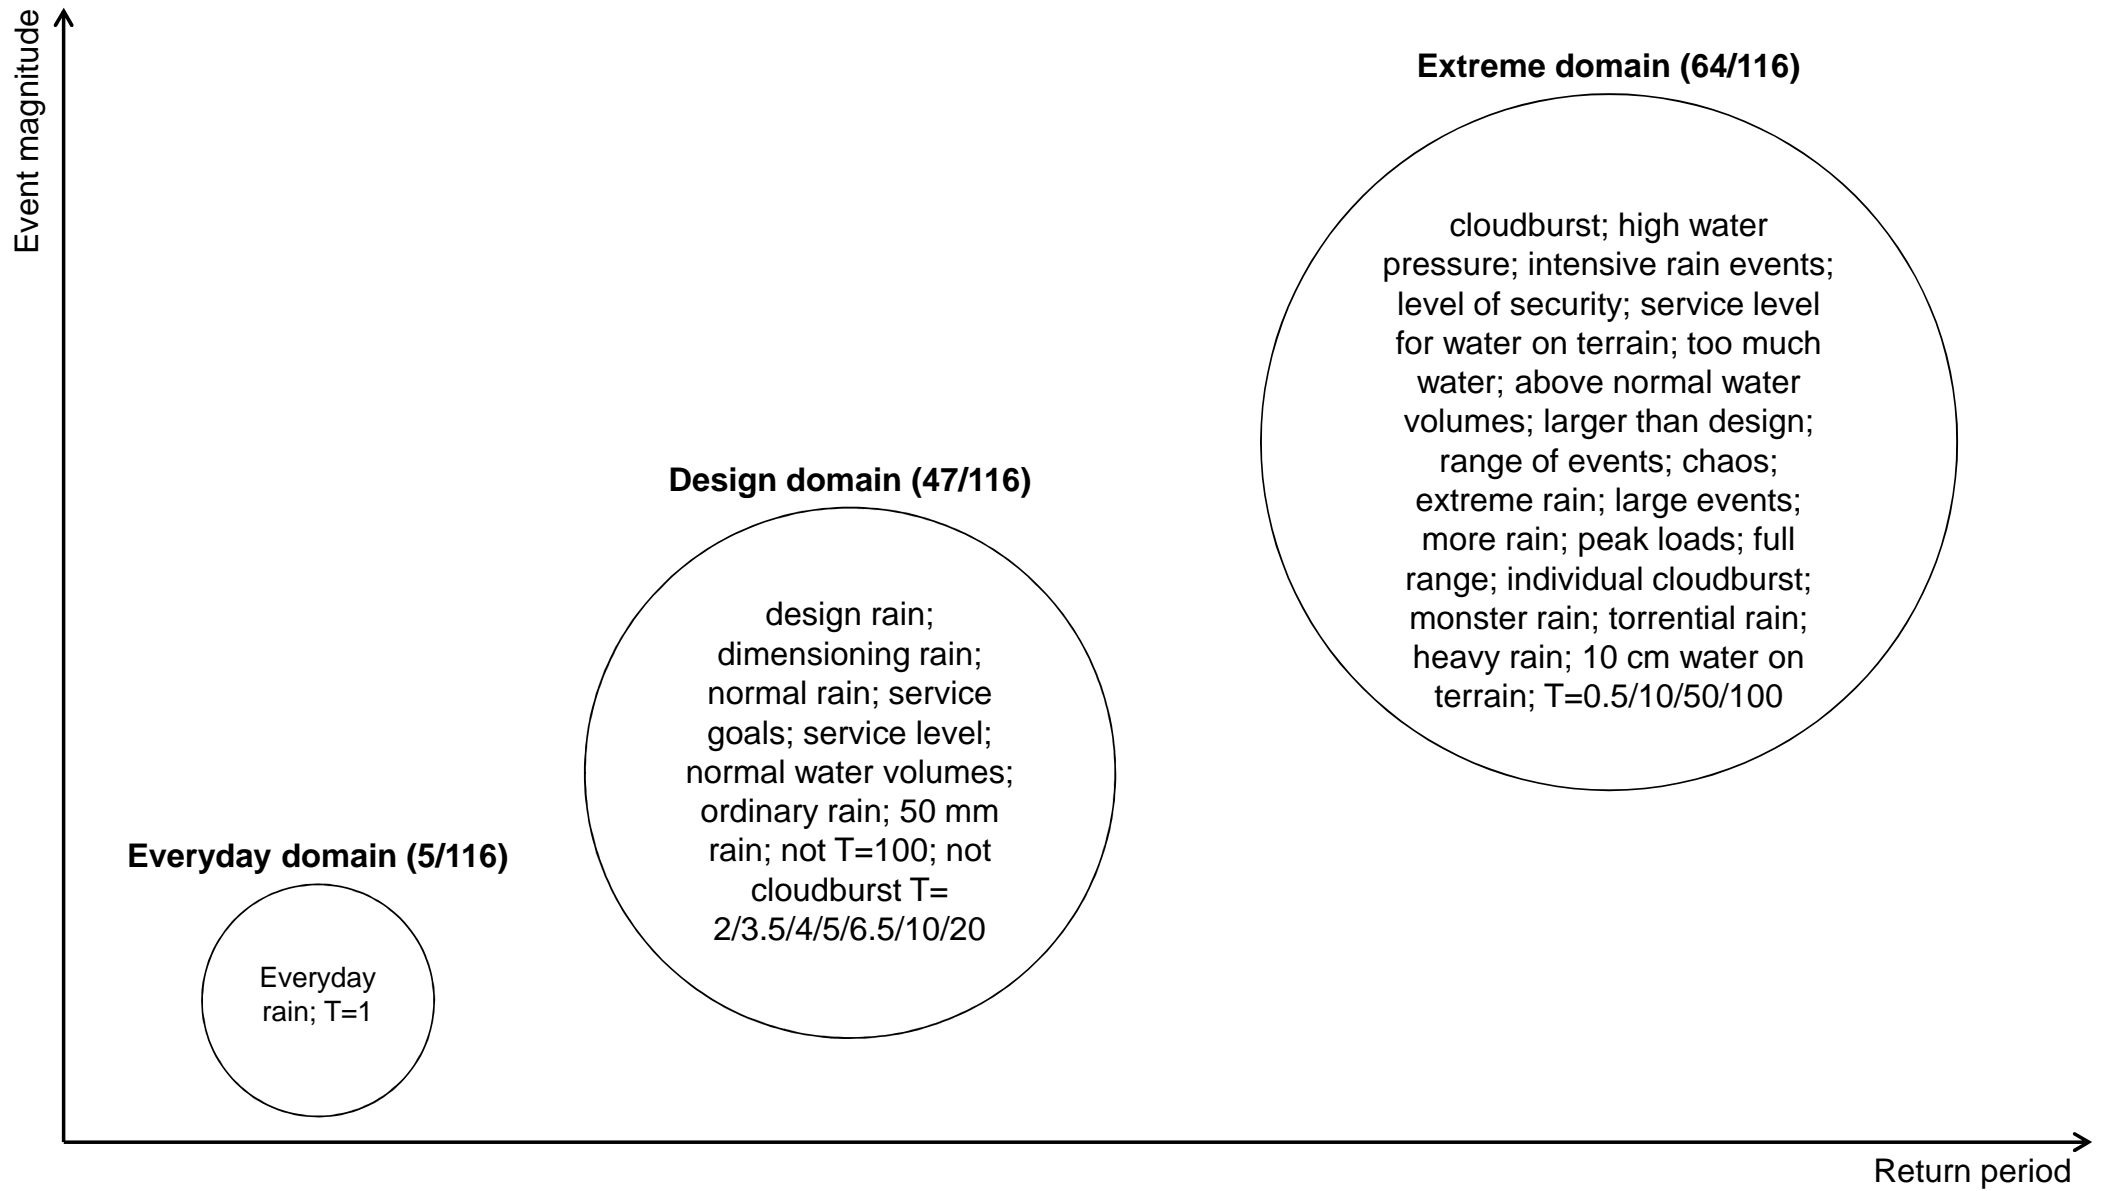 Event magnitude
Extreme domain (64/116)
cloudburst; high water
pressure; intensive rain events;
level of security; service level
for water on terrain; too much
water; above normal water
volumes; larger than design;
range of events; chaos;
extreme rain; large events;
more rain; peak loads; full
range; individual cloudburst;
monster rain; torrential rain;
heavy rain; 10 cm water on
terrain; T=0.5/10/50/100
Design domain (47/116)
design rain;
dimensioning rain;
normal rain; service
goals; service level;
normal water volumes;
ordinary rain; 50 mm
rain; not T=100; not
cloudburst T=
2/3.5/4/5/6.5/10/20
Everyday domain (5/116)
Everyday
rain; T=1
Return period